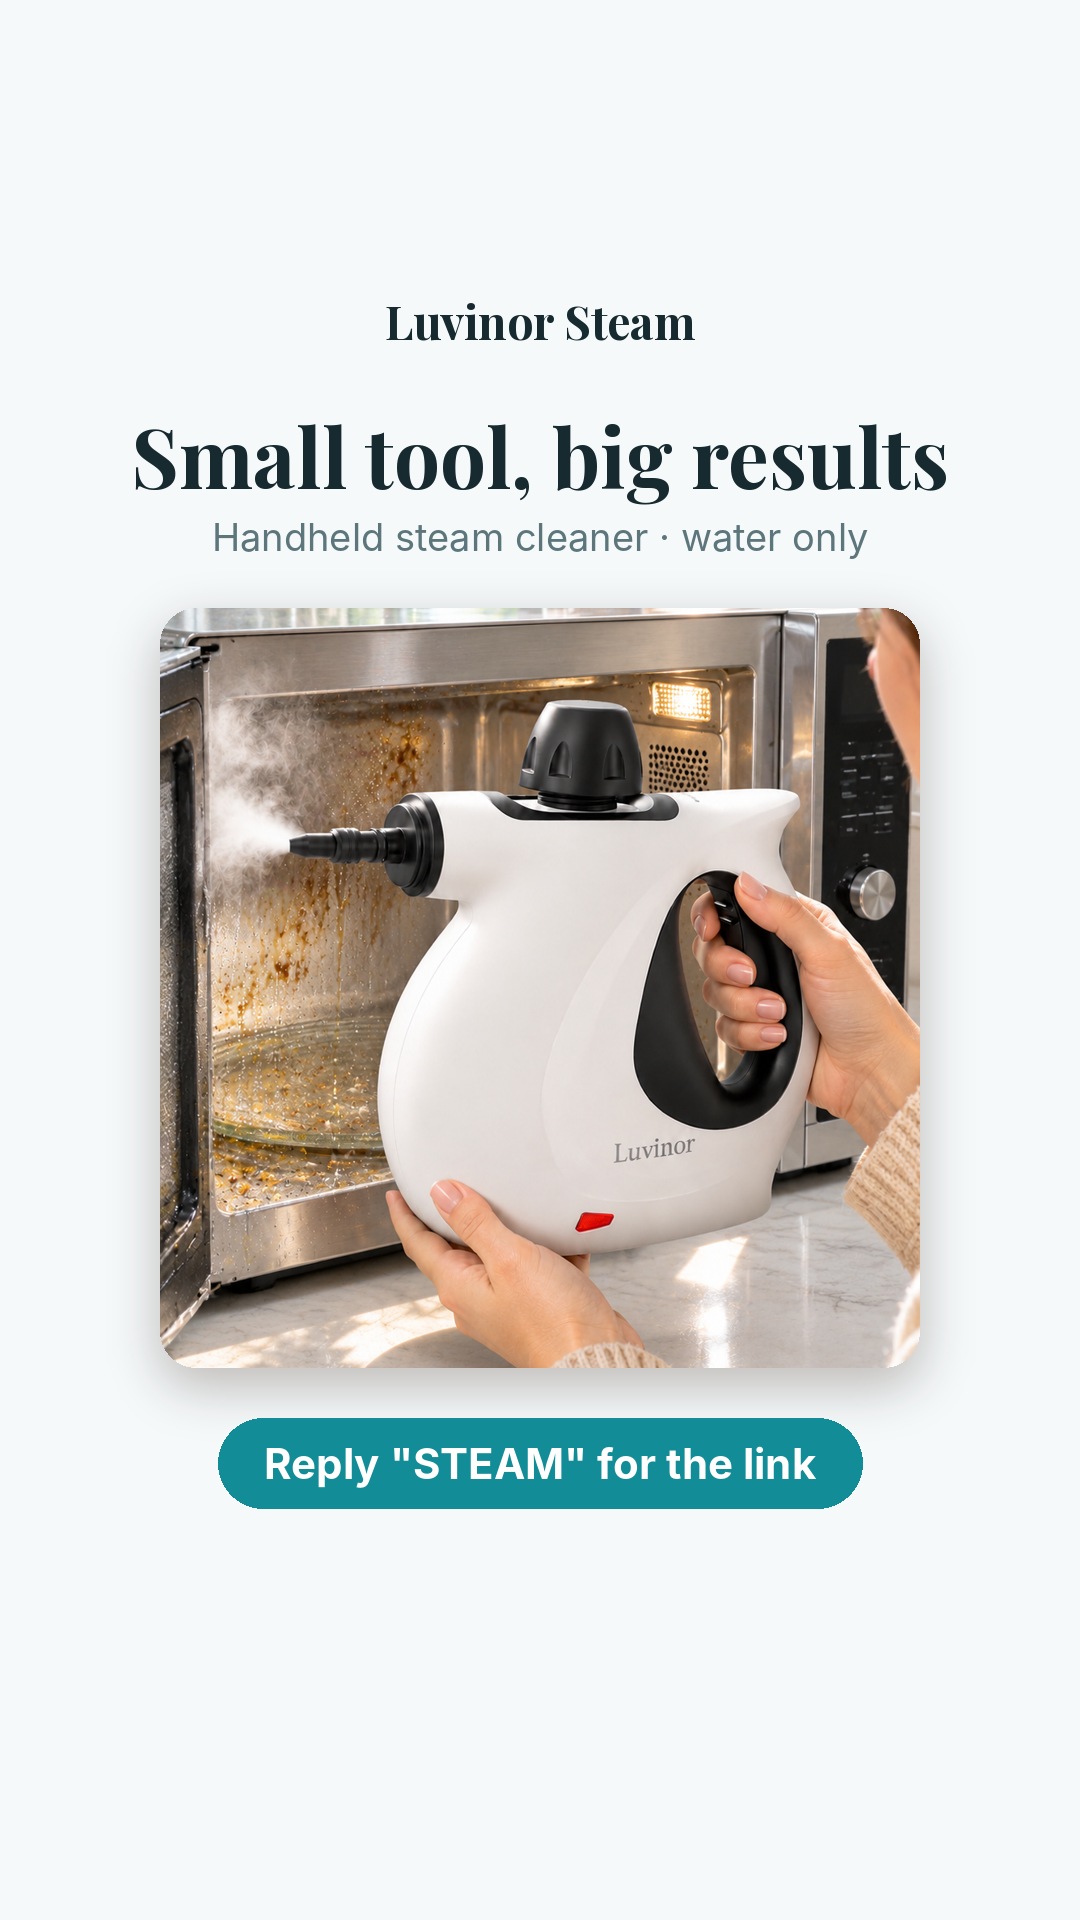 Luvinor Steam
Small tool, big results
Handheld steam cleaner · water only
Luvinor
Reply "STEAM" for the link